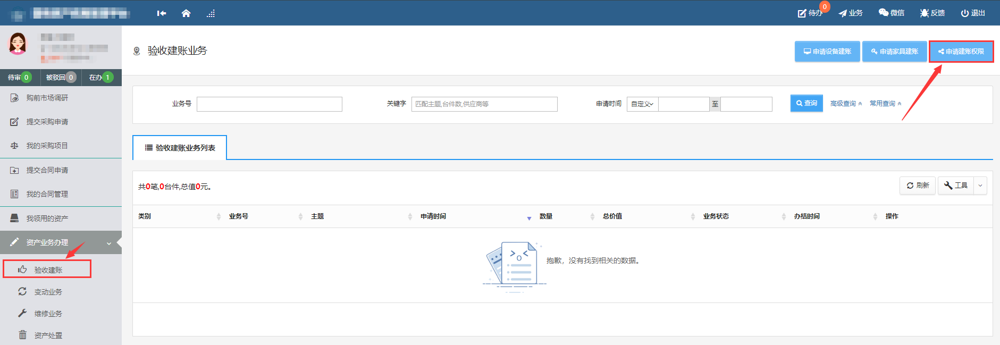 待办 0 业务 微信 反馈 退出
待审 0 被驳回 0 在办 1
购前市场调研
提交采购申请
我的采购项目
提交合同申请
我的合同管理
我领用的资产
资产业务办理
验收建账
变动业务
维修业务
资产处置
验收建账业务
申请设备建账 申请家具建账 申请建账权限
业务号 关键字 匹配主题,台件数,供应商等 申请时间 自定义 至 查询 高级查询 常用查询
验收建账业务列表
共0笔,0台件,总值0元。 刷新 工具
类别 业务号 主题 申请时间 数量 总价值 业务状态 办结时间 操作
抱歉，没有找到相关的数据。